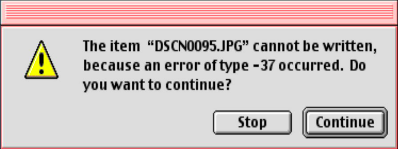 The item “DSCN0095.JPG” cannot be written,
because an error of type -37 occurred. Do
you want to continue?
Stop Continue